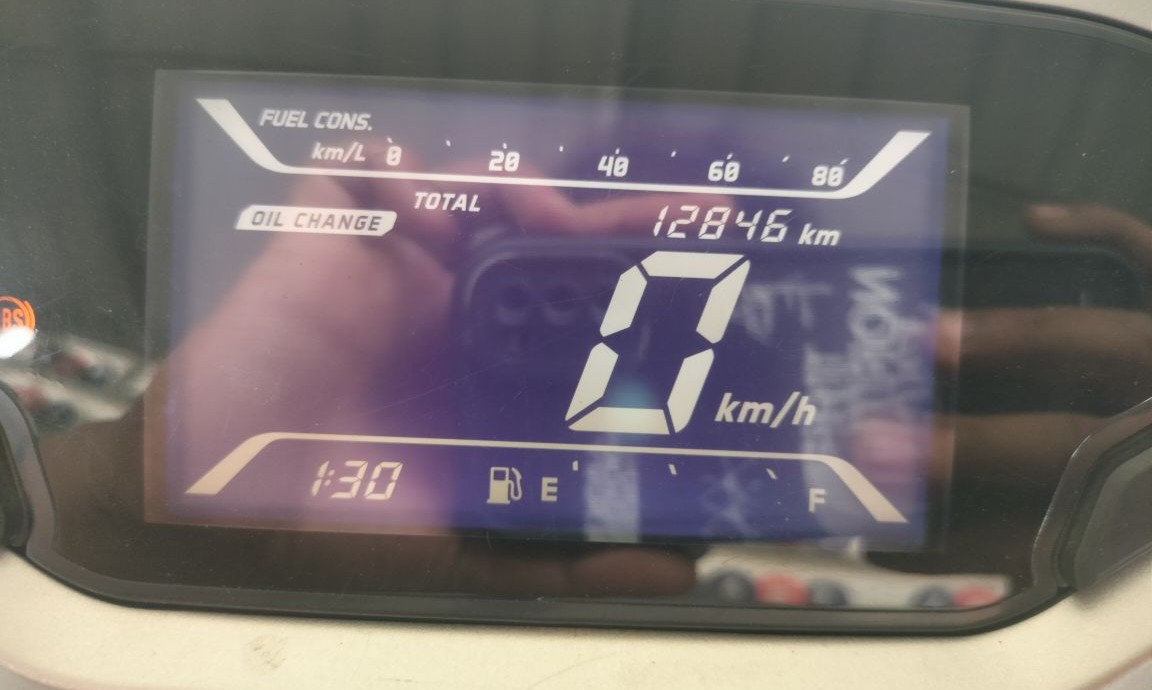 FUEL CONS.
km/L 0 20 40 60 80
TOTAL
OIL CHANGE
12846 km
0 km/h
1:30
E F